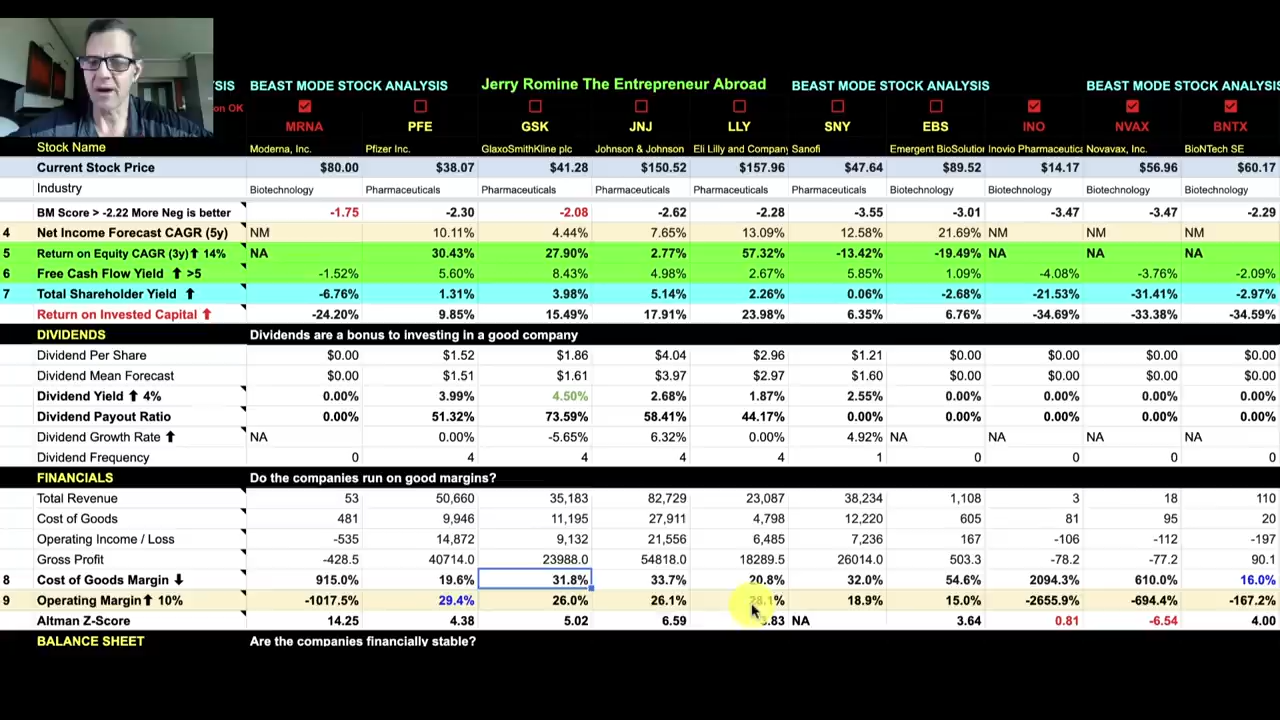 SIS BEAST MODE STOCK ANALYSIS Jerry Romine The Entrepreneur Abroad BEAST MODE STOCK ANALYSIS BEAST MODE STOCK ANALYSIS
on OK
MRNA PFE GSK JNJ LLY SNY EBS INO NVAX BNTX
Stock Name Moderna, Inc. Pfizer Inc. GlaxoSmithKline plc Johnson & Johnson Eli Lilly and Company Sanofi Emergent BioSolutio Inovio Pharmaceutica Novavax, Inc. BioNTech SE
Current Stock Price $80.00 $38.07 $41.28 $150.52 $157.96 $47.64 $89.52 $14.17 $56.96 $60.17
Industry Biotechnology Pharmaceuticals Pharmaceuticals Pharmaceuticals Pharmaceuticals Pharmaceuticals Biotechnology Biotechnology Biotechnology Biotechnology
BM Score > -2.22 More Neg is better -1.75 -2.30 -2.08 -2.62 -2.28 -3.55 -3.01 -3.47 -3.47 -2.29
4 Net Income Forecast CAGR (5y) NM 10.11% 4.44% 7.65% 13.09% 12.58% 21.69% NM NM NM
5 Return on Equity CAGR (3y)⬆ 14% NA 30.43% 27.90% 2.77% 57.32% -13.42% -19.49% NA NA NA
6 Free Cash Flow Yield ⬆ >5 -1.52% 5.60% 8.43% 4.98% 2.67% 5.85% 1.09% -4.08% -3.76% -2.09%
7 Total Shareholder Yield ⬆ -6.76% 1.31% 3.98% 5.14% 2.26% 0.06% -2.68% -21.53% -31.41% -2.97%
Return on Invested Capital ⬆ -24.20% 9.85% 15.49% 17.91% 23.98% 6.35% 6.76% -34.69% -33.38% -34.59%
DIVIDENDS Dividends are a bonus to investing in a good company
Dividend Per Share $0.00 $1.52 $1.86 $4.04 $2.96 $1.21 $0.00 $0.00 $0.00 $0.00
Dividend Mean Forecast $0.00 $1.51 $1.61 $3.97 $2.97 $1.60 $0.00 $0.00 $0.00 $0.00
Dividend Yield ⬆ 4% 0.00% 3.99% 4.50% 2.68% 1.87% 2.55% 0.00% 0.00% 0.00% 0.00%
Dividend Payout Ratio 0.00% 51.32% 73.59% 58.41% 44.17% 0.00% 0.00% 0.00% 0.00% 0.00%
Dividend Growth Rate ⬆ NA 0.00% -5.65% 6.32% 0.00% 4.92% NA NA NA NA
Dividend Frequency 0 4 4 4 4 1 0 0 0 0
FINANCIALS Do the companies run on good margins?
Total Revenue 53 50,660 35,183 82,729 23,087 38,234 1,108 3 18 110
Cost of Goods 481 9,946 11,195 27,911 4,798 12,220 605 81 95 20
Operating Income / Loss -535 14,872 9,132 21,556 6,485 7,236 167 -106 -112 -197
Gross Profit -428.5 40714.0 23988.0 54818.0 18289.5 26014.0 503.3 -78.2 -77.2 90.1
8 Cost of Goods Margin ⬇ 915.0% 19.6% 31.8% 33.7% 20.8% 32.0% 54.6% 2094.3% 610.0% 16.0%
9 Operating Margin⬆ 10% -1017.5% 29.4% 26.0% 26.1% 28.1% 18.9% 15.0% -2655.9% -694.4% -167.2%
Altman Z-Score 14.25 4.38 5.02 6.59 .83 NA 3.64 0.81 -6.54 4.00
BALANCE SHEET Are the companies financially stable?